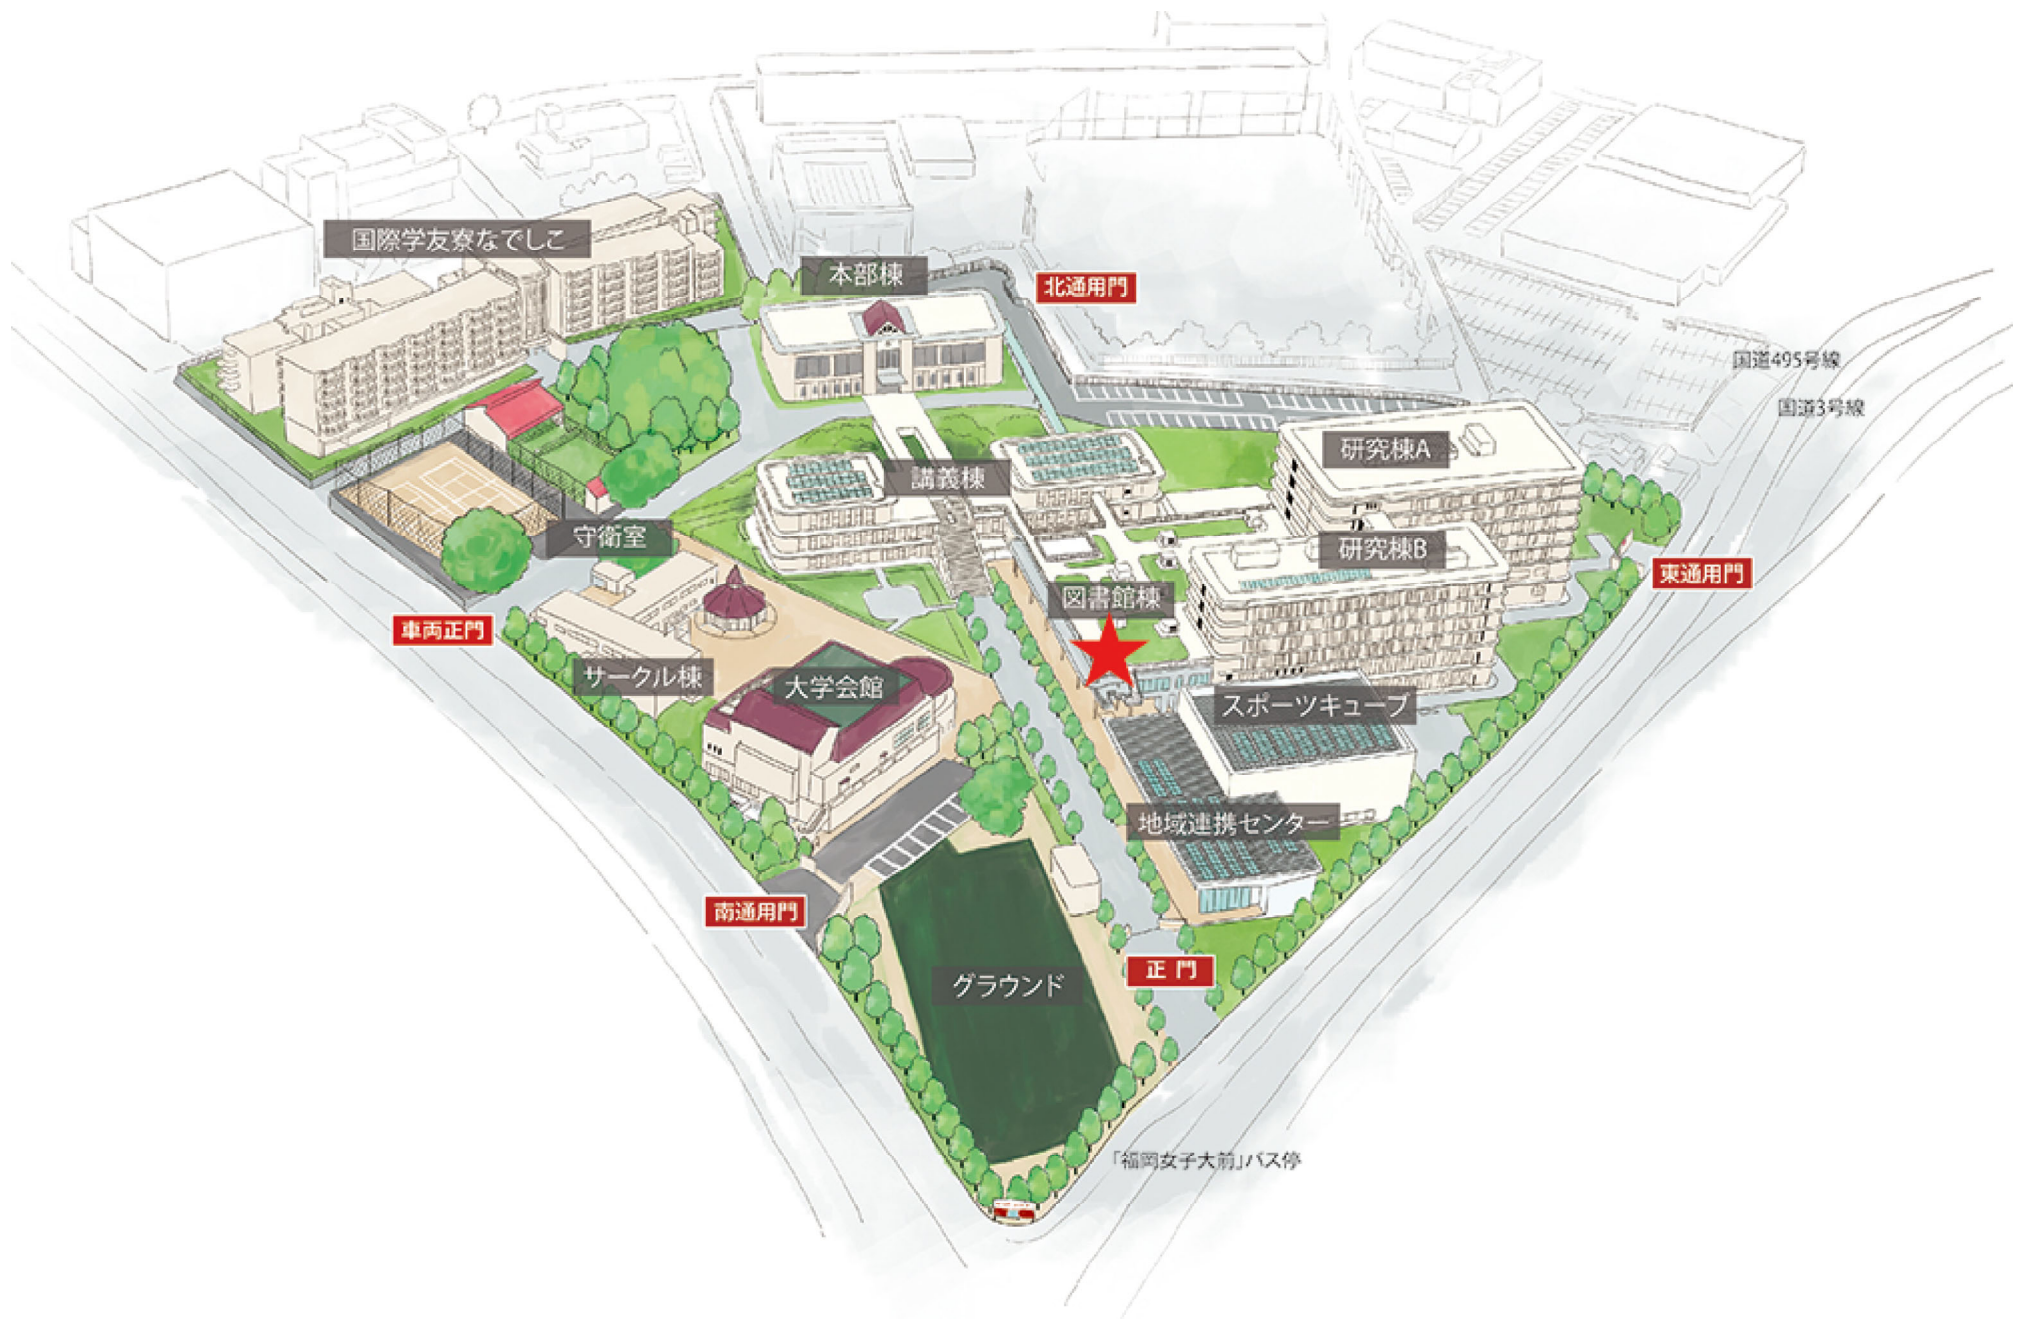 国際学友寮なでしこ
本部棟
北通用門
国道495号線
国道3号線
研究棟A
講義棟
守衛室
研究棟B
東通用門
図書館棟
車両正門
サークル棟
大学会館
スポーツキューブ
地域連携センター
南通用門
正門
グラウンド
「福岡女子大前」バス停